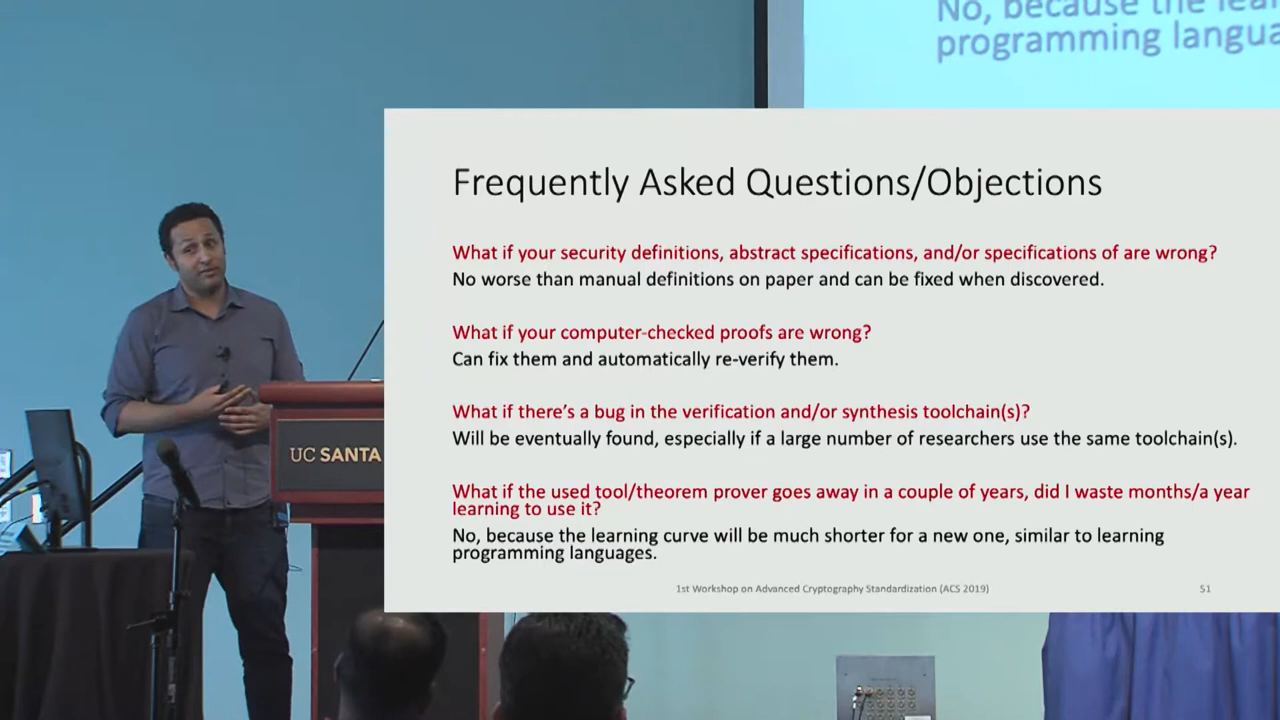 No, because the lear
programming langua
Frequently Asked Questions/Objections
What if your security definitions, abstract specifications, and/or specifications of are wrong?
No worse than manual definitions on paper and can be fixed when discovered.
What if your computer-checked proofs are wrong?
Can fix them and automatically re-verify them.
What if there's a bug in the verification and/or synthesis toolchain(s)?
Will be eventually found, especially if a large number of researchers use the same toolchain(s).
What if the used tool/theorem prover goes away in a couple of years, did I waste months/a year
learning to use it?
No, because the learning curve will be much shorter for a new one, similar to learning
programming languages.
1st Workshop on Advanced Cryptography Standardization (ACS 2019)
51
UC SANTA